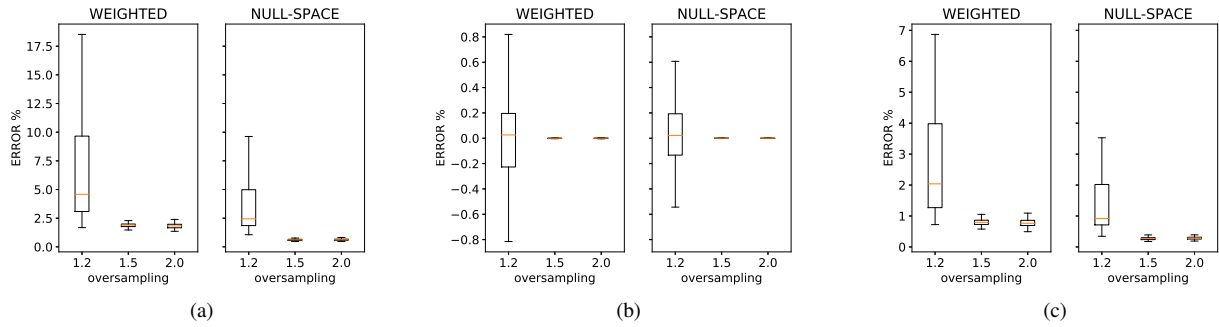 WEIGHTED NULL-SPACE
17.5
15.0
12.5
10.0
7.5
5.0
2.5
0.0
ERROR %
1.2 1.5 2.0 1.2 1.5 2.0
oversampling oversampling
(a)
WEIGHTED NULL-SPACE
0.8
0.6
0.4
0.2
0.0
−0.2
−0.4
−0.6
−0.8
ERROR %
1.2 1.5 2.0 1.2 1.5 2.0
oversampling oversampling
(b)
WEIGHTED NULL-SPACE
7
6
5
4
3
2
1
0
ERROR %
1.2 1.5 2.0 1.2 1.5 2.0
oversampling oversampling
(c)